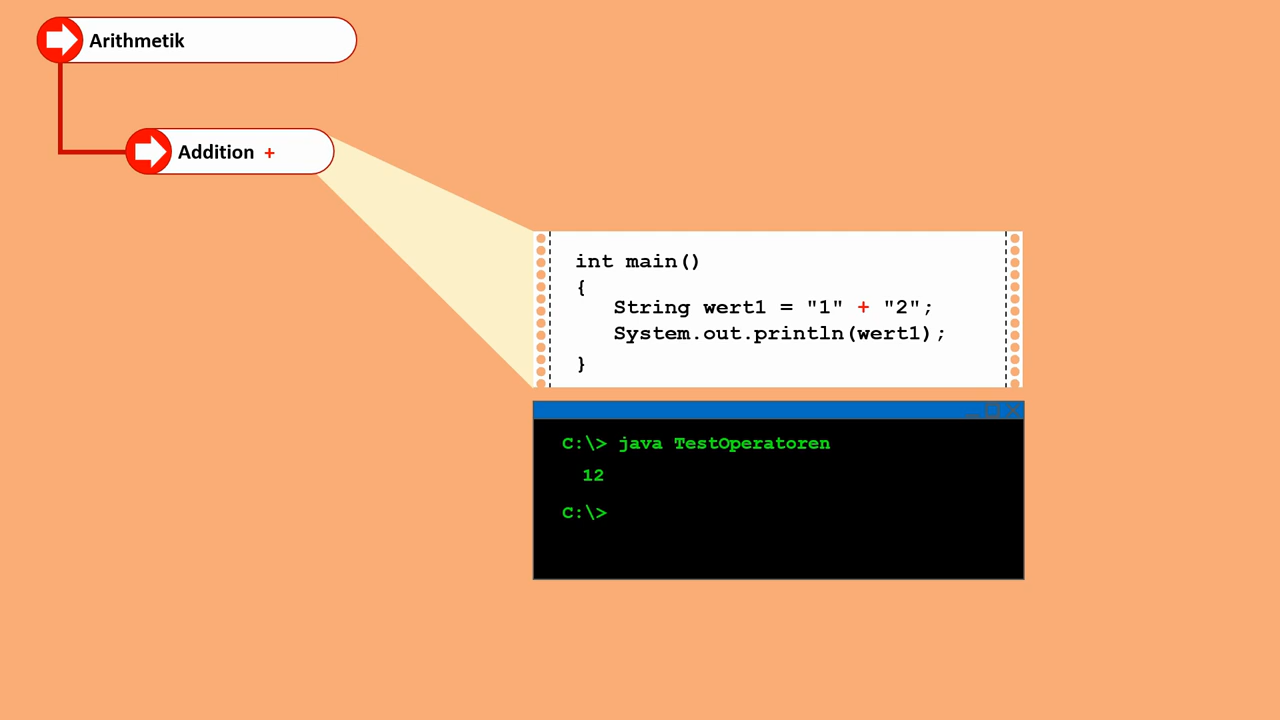 Arithmetik
Addition +
int main()
{
String wert1 = "1" + "2";
System.out.println(wert1);
}
C:\> java TestOperatoren
12
C:\>